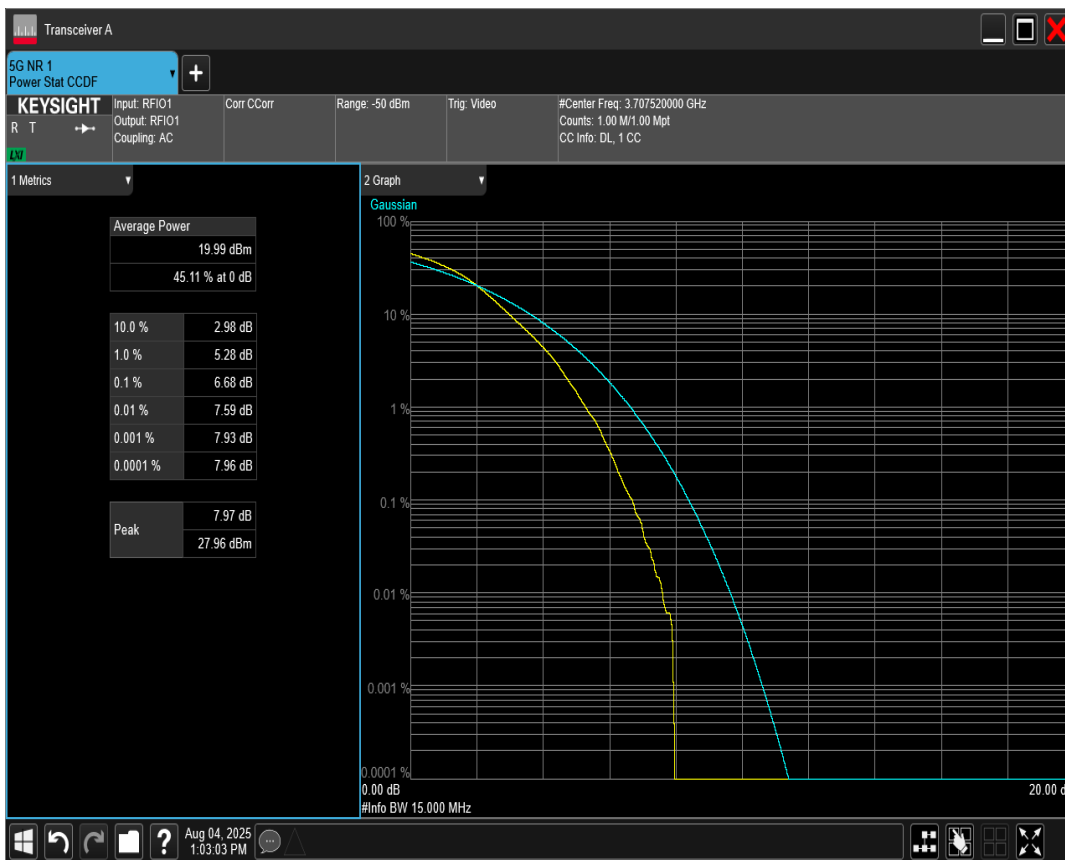 Transceiver A
5G NR 1
Power Stat CCDF
KEYSIGHT
R T
LXI
Input: RFIO1
Output: RFIO1
Coupling: AC
Corr CCorr
Range: -50 dBm
Trig: Video
#Center Freq: 3.707520000 GHz
Counts: 1.00 M/1.00 Mpt
CC Info: DL, 1 CC
1 Metrics
Average Power
19.99 dBm
45.11 % at 0 dB
10.0 % 2.98 dB
1.0 % 5.28 dB
0.1 % 6.68 dB
0.01 % 7.59 dB
0.001 % 7.93 dB
0.0001 % 7.96 dB
Peak 7.97 dB
27.96 dBm
2 Graph
Gaussian
100 %
10 %
1 %
0.1 %
0.01 %
0.001 %
0.0001 %
0.00 dB 20.00 d
#Info BW 15.000 MHz
?
Aug 04, 2025
1:03:03 PM